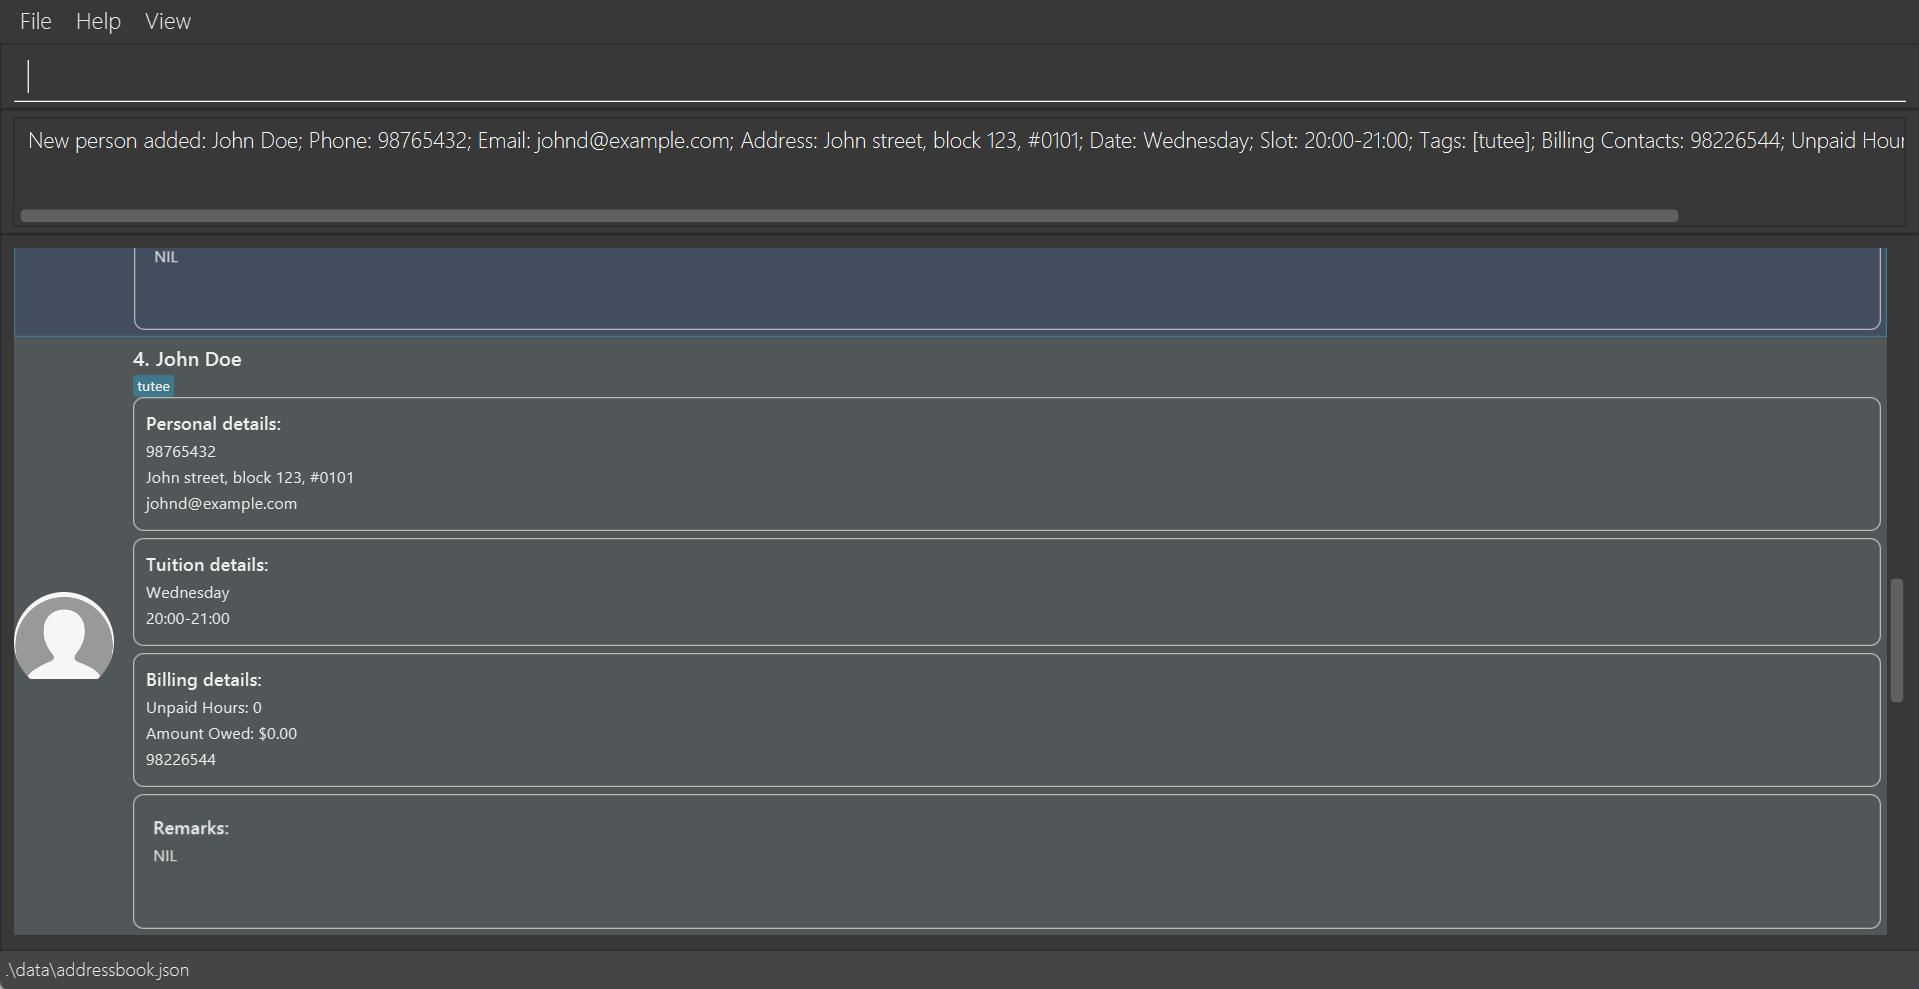 File Help View
New person added: John Doe; Phone: 98765432; Email: johnd@example.com; Address: John street, block 123, #0101; Date: Wednesday; Slot: 20:00-21:00; Tags: [tutee]; Billing Contacts: 98226544; Unpaid Hour
NIL
4. John Doe
tutee
Personal details:
98765432
John street, block 123, #0101
johnd@example.com
Tuition details:
Wednesday
20:00-21:00
Billing details:
Unpaid Hours: 0
Amount Owed: $0.00
98226544
Remarks:
NIL
.\data\addressbook.json